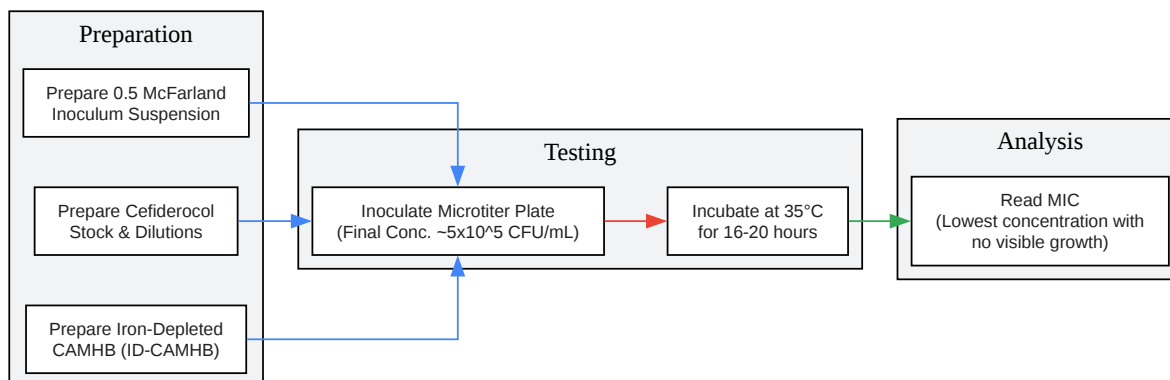 Preparation
Prepare 0.5 McFarland
Inoculum Suspension
Prepare Cefiderocol
Stock & Dilutions
Prepare Iron-Depleted
CAMHB (ID-CAMHB)
Testing
Inoculate Microtiter Plate
(Final Conc. ~5x10^5 CFU/mL)
Incubate at 35°C
for 16-20 hours
Analysis
Read MIC
(Lowest concentration with
no visible growth)